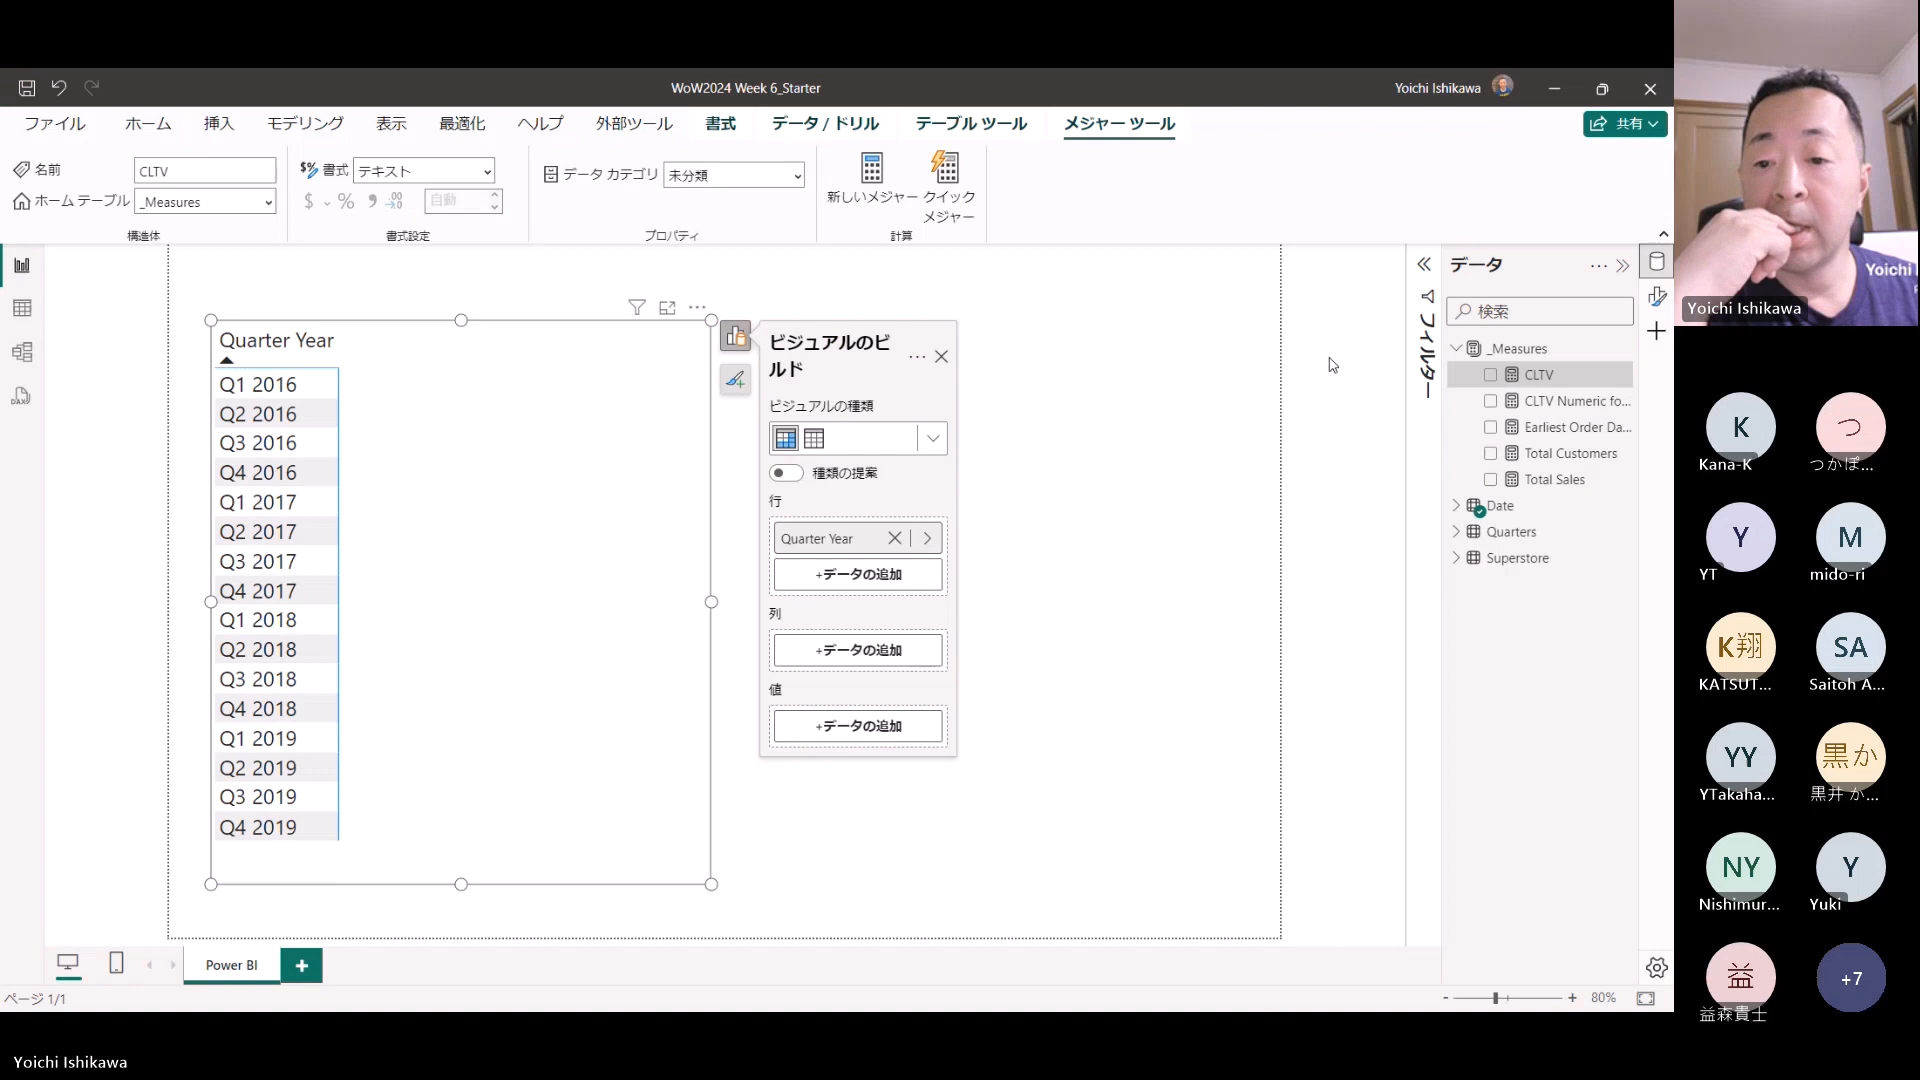 WoW2024 Week 6_Starter
Yoichi Ishikawa
ファイル
ホーム
挿入
モデリング
表示
最適化
ヘルプ
外部ツール
書式
データ / ドリル
テーブル ツール
メジャー ツール
共有
名前
CLTV
ホーム テーブル
_Measures
構造体
$% 書式
テキスト
$
%
自動
書式設定
データ カテゴリ
未分類
プロパティ
新しいメジャー
クイック
メジャー
計算
Quarter Year
Q1 2016
Q2 2016
Q3 2016
Q4 2016
Q1 2017
Q2 2017
Q3 2017
Q4 2017
Q1 2018
Q2 2018
Q3 2018
Q4 2018
Q1 2019
Q2 2019
Q3 2019
Q4 2019
ビジュアルのビ
ルド
ビジュアルの種類
種類の提案
行
Quarter Year
+データの追加
列
+データの追加
値
+データの追加
フィルター
データ
検索
_Measures
CLTV
CLTV Numeric fo...
Earliest Order Da...
Total Customers
Total Sales
Date
Quarters
Superstore
DAX
Power BI
ページ 1/1
- + 80%
Yoichi
Yoichi Ishikawa
K
Kana-K
つ
つかぽ...
Y
YT
M
mido-ri
K翔
KATSUT...
SA
Saitoh A...
YY
YTakaha...
黒か
黒井 か...
NY
Nishimur...
Y
Yuki
益
益森貴士
+7
Yoichi Ishikawa